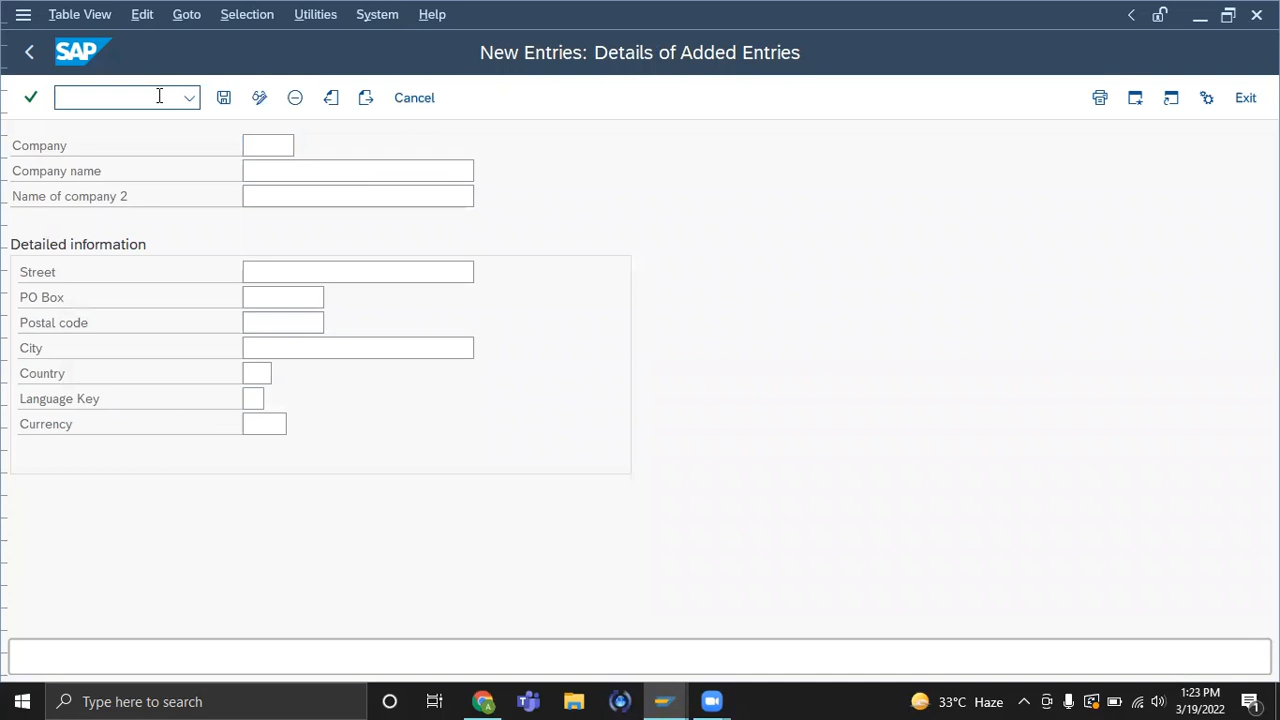 Table View Edit Goto Selection Utilities System Help
SAP New Entries: Details of Added Entries
Cancel Exit
Company
Company name
Name of company 2
Detailed information
Street
PO Box
Postal code
City
Country
Language Key
Currency
Type here to search 33°C Haze 1:23 PM
3/19/2022
1